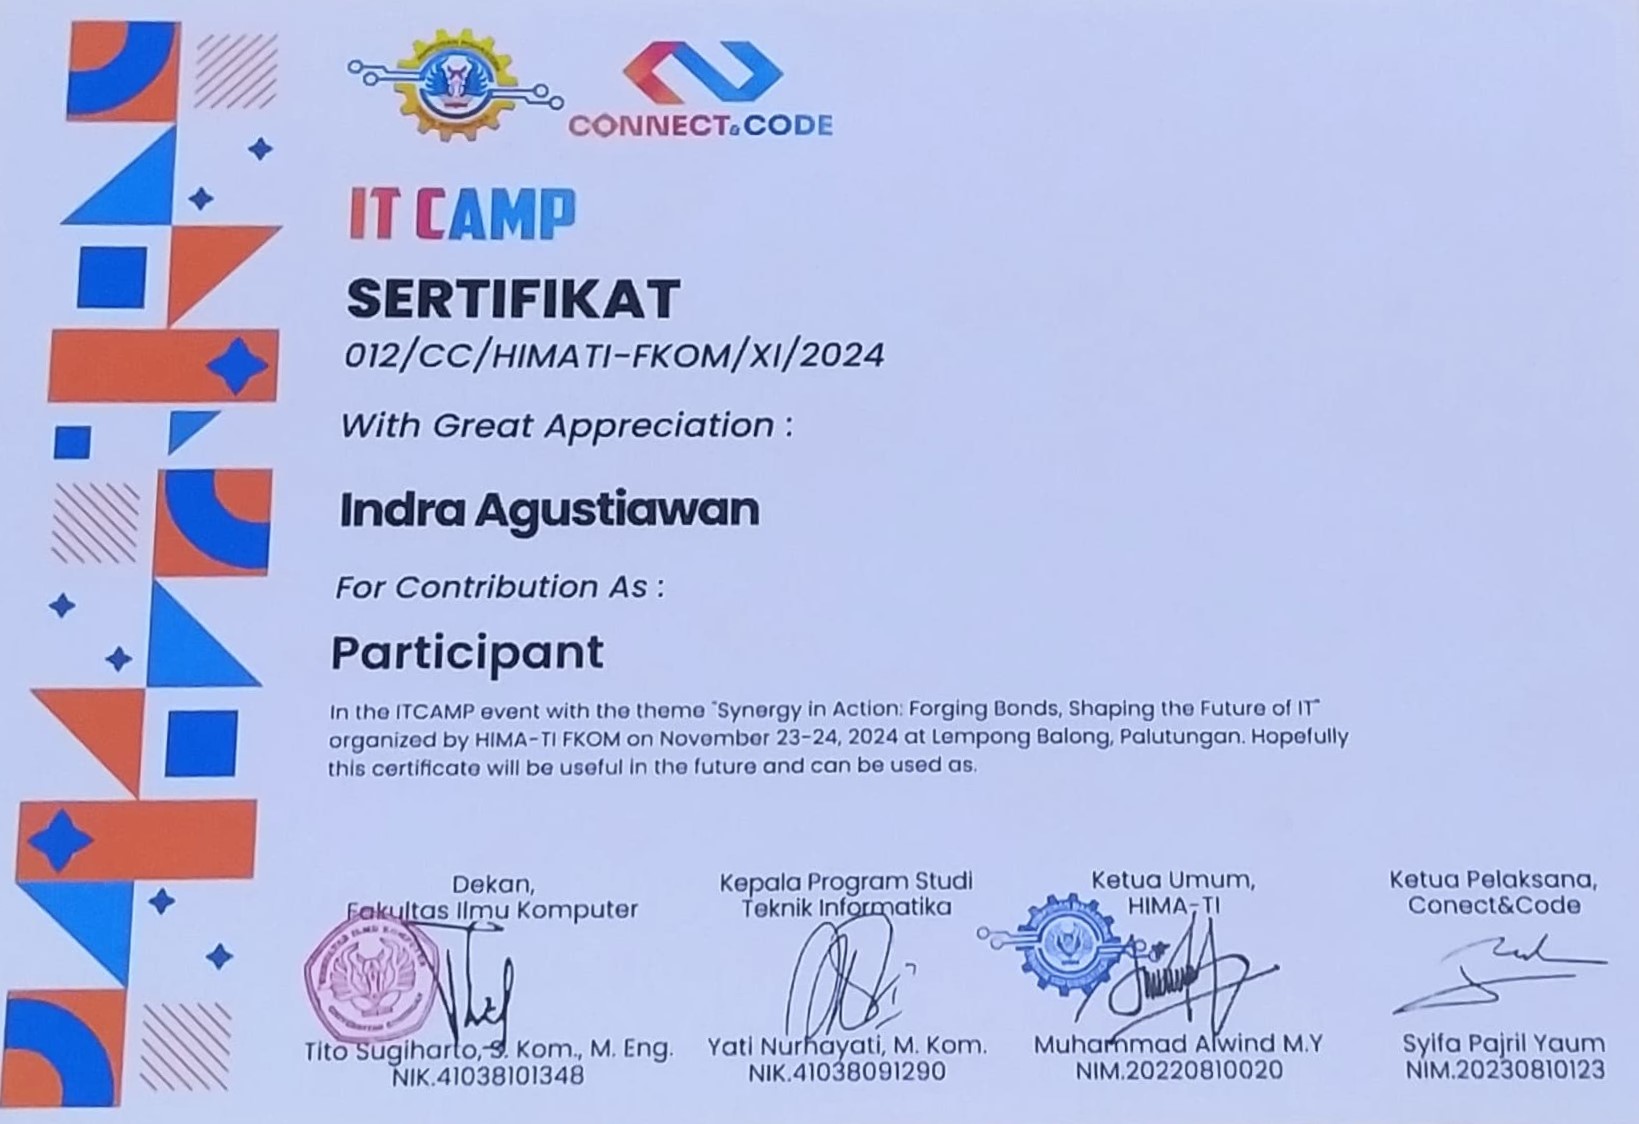 CONNECT&CODE
IT CAMP
SERTIFIKAT
012/CC/HIMATI-FKOM/XI/2024
With Great Appreciation :
Indra Agustiawan
For Contribution As :
Participant
In the ITCAMP event with the theme "Synergy in Action: Forging Bonds, Shaping the Future of IT"
organized by HIMA-TI FKOM on November 23-24, 2024 at Lempong Balong, Palutungan. Hopefully
this certificate will be useful in the future and can be used as.
Dekan,
Fakultas Ilmu Komputer
Tito Sugiharto, S. Kom., M. Eng.
NIK.41038101348
Kepala Program Studi
Teknik Informatika
Yati Nurhayati, M. Kom.
NIK.41038091290
Ketua Umum,
HIMA-TI
Muhammad Alwind M.Y
NIM.20220810020
Ketua Pelaksana,
Conect&Code
Syifa Pajril Yaum
NIM.20230810123